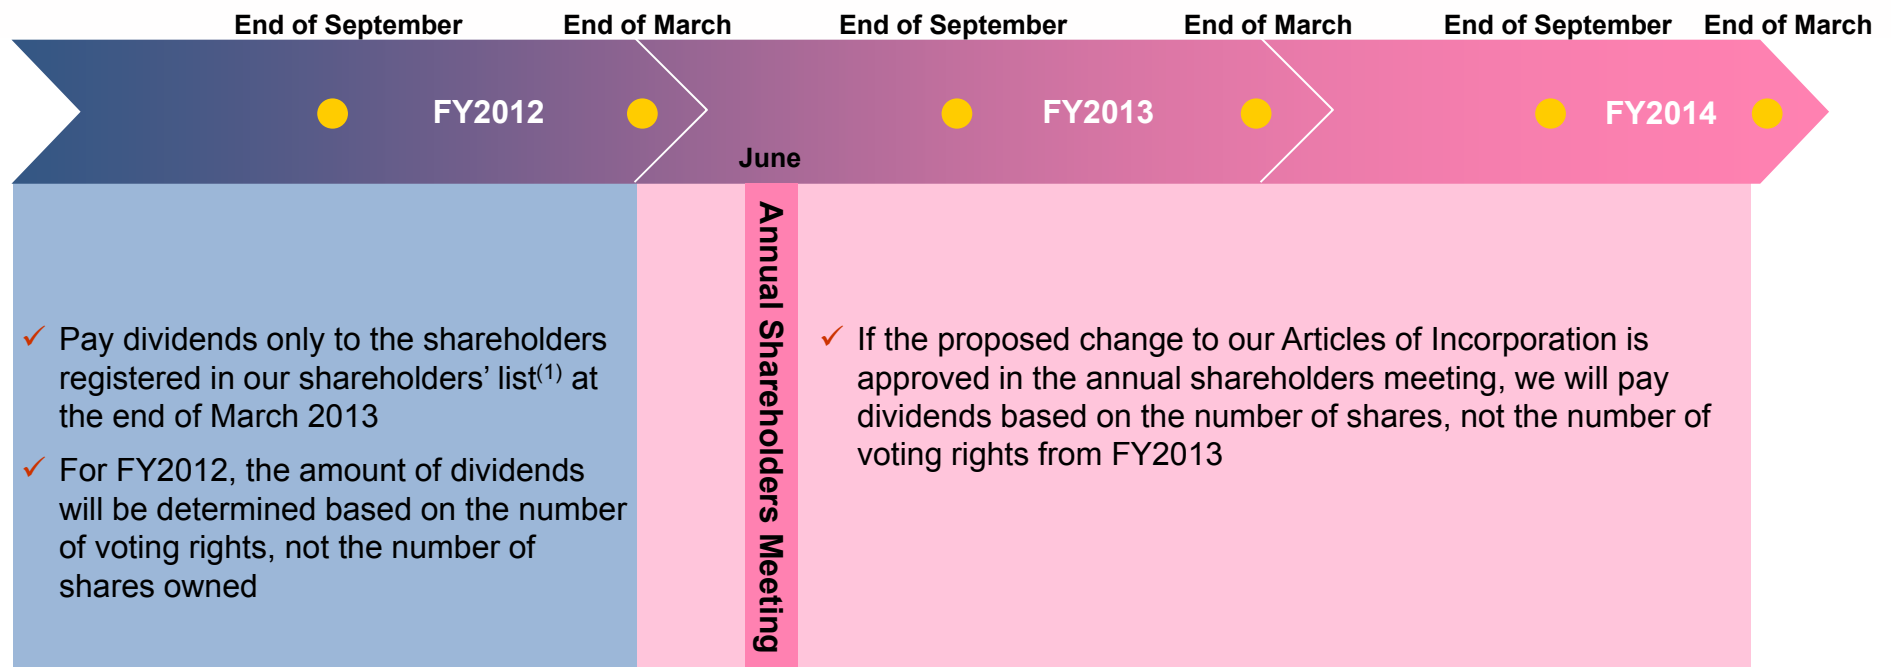 End of September End of March End of September End of March End of September End of March
FY2012 FY2013 FY2014
June
Annual Shareholders Meeting
✓ Pay dividends only to the shareholders
registered in our shareholders’ list(1) at
the end of March 2013
✓ For FY2012, the amount of dividends
will be determined based on the number
of voting rights, not the number of
shares owned
✓ If the proposed change to our Articles of Incorporation is
approved in the annual shareholders meeting, we will pay
dividends based on the number of shares, not the number of
voting rights from FY2013